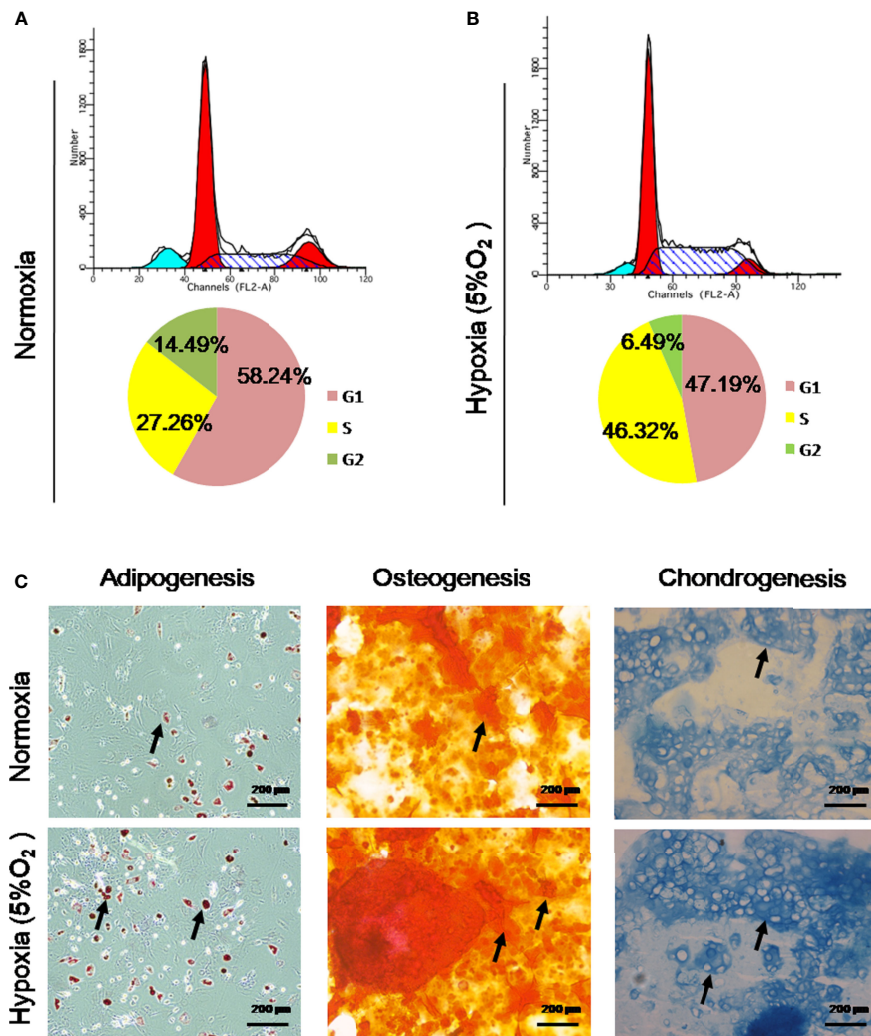 A
Normoxia
Number
1600
1200
800
400
0
0 20 40 60 80 100 120
Channels (FL2-A)
14.49%
58.24%
27.26%
G1
S
G2
B
Hypoxia (5%O₂)
Number
1800
1200
800
400
0
0 30 60 90 120
Channels (FL2-A)
6.49%
47.19%
46.32%
G1
S
G2
C
Adipogenesis Osteogenesis Chondrogenesis
Normoxia
200 µm 200 µm 200 µm
Hypoxia (5%O₂)
200 µm 200 µm 200 µm